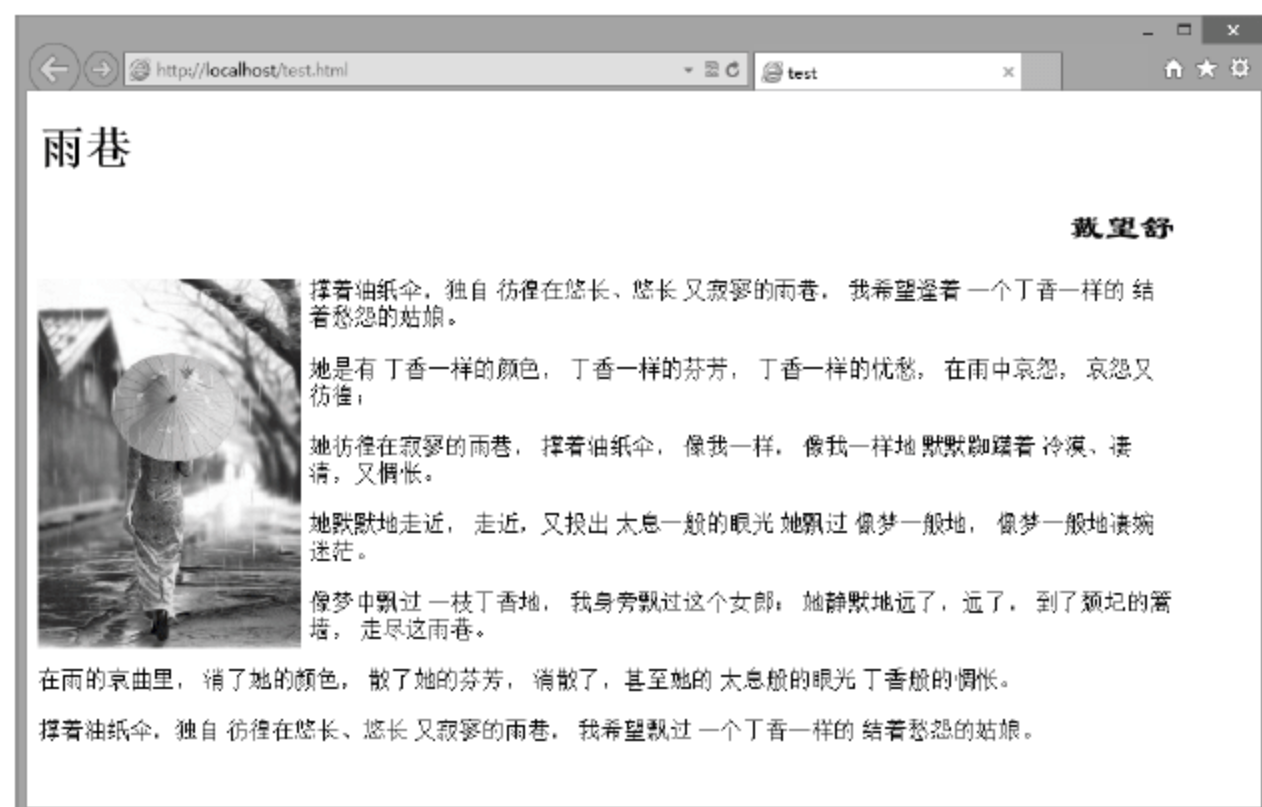 http://localhost/test.html
test
雨巷
戴望舒
撑着油纸伞，独自 彷徨在悠长、悠长 又寂寥的雨巷， 我希望逢着 一个丁香一样的 结
着愁怨的姑娘。
她是有 丁香一样的颜色， 丁香一样的芬芳， 丁香一样的忧愁， 在雨中哀怨， 哀怨又
彷徨；
她彷徨在寂寥的雨巷， 撑着油纸伞， 像我一样， 像我一样地 默默踟蹰着 冷漠、凄
清，又惆怅。
她默默地走近， 走近，又投出 太息一般的眼光 她飘过 像梦一般地， 像梦一般地凄婉
迷茫。
像梦中飘过 一枝丁香地， 我身旁飘过这个女郎； 她静默地远了，远了， 到了颓圮的篱
墙， 走尽这雨巷。
在雨的哀曲里， 消了她的颜色， 散了她的芬芳， 消散了，甚至她的 太息般的眼光 丁香般的惆怅。
撑着油纸伞，独自 彷徨在悠长、悠长 又寂寥的雨巷， 我希望飘过 一个丁香一样的 结着愁怨的姑娘。